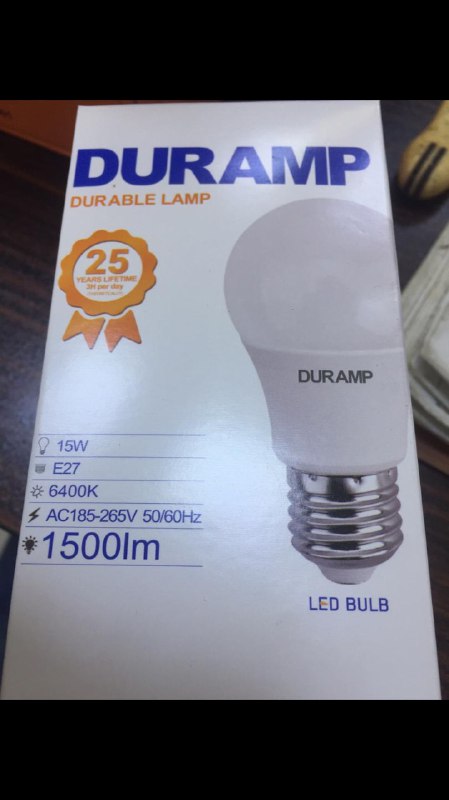 DURAMP
DURABLE LAMP
25
YEARS LIFETIME
3H per day
DURAMP
15W
E27
6400K
AC185-265V 50/60Hz
1500lm
LED BULB